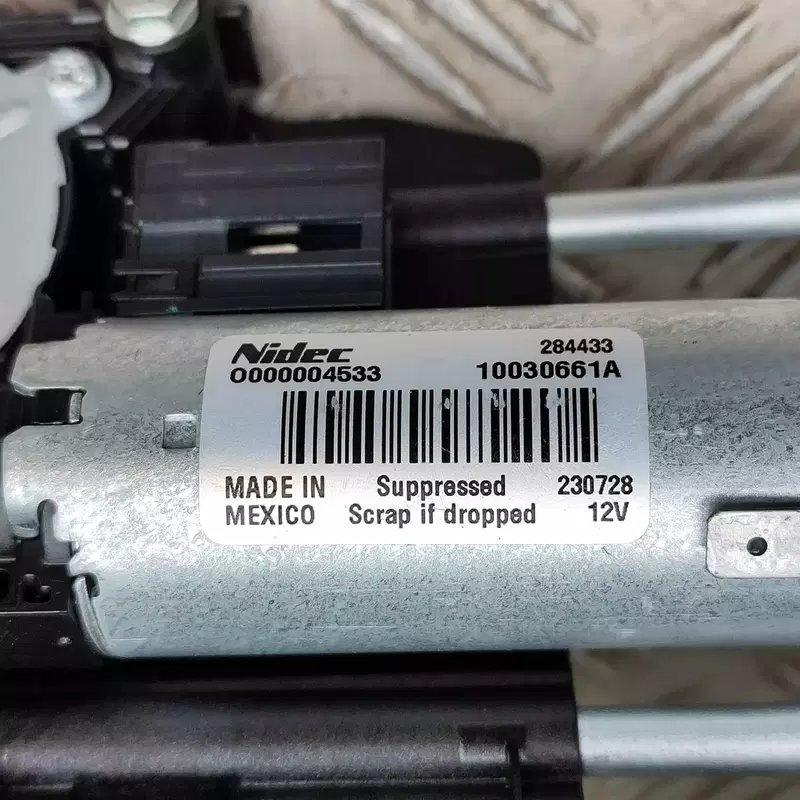 Nidec 284433
0000004533 10030661A
MADE IN Suppressed 230728
MEXICO Scrap if dropped 12V